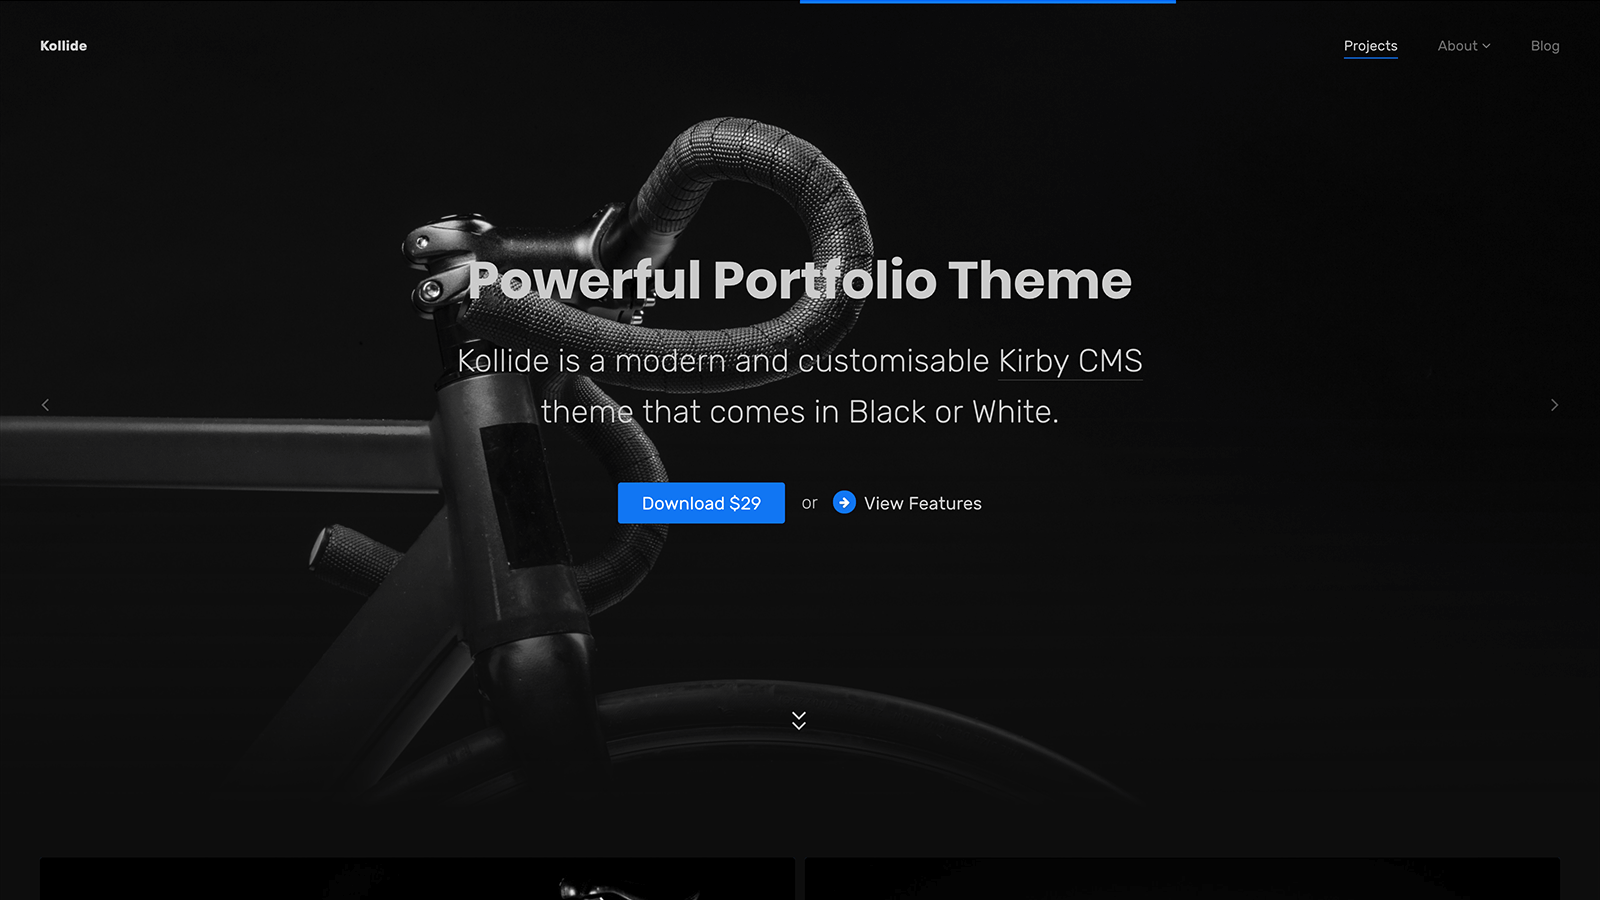 Kollide
Projects
About
Blog
Powerful Portfolio Theme
Kollide is a modern and customisable Kirby CMS
theme that comes in Black or White.
Download $29
or
View Features